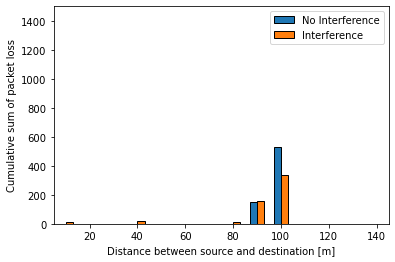 No Interference
Interference
Cumulative sum of packet loss
1400
1200
1000
800
600
400
200
0
20 40 60 80 100 120 140
Distance between source and destination [m]